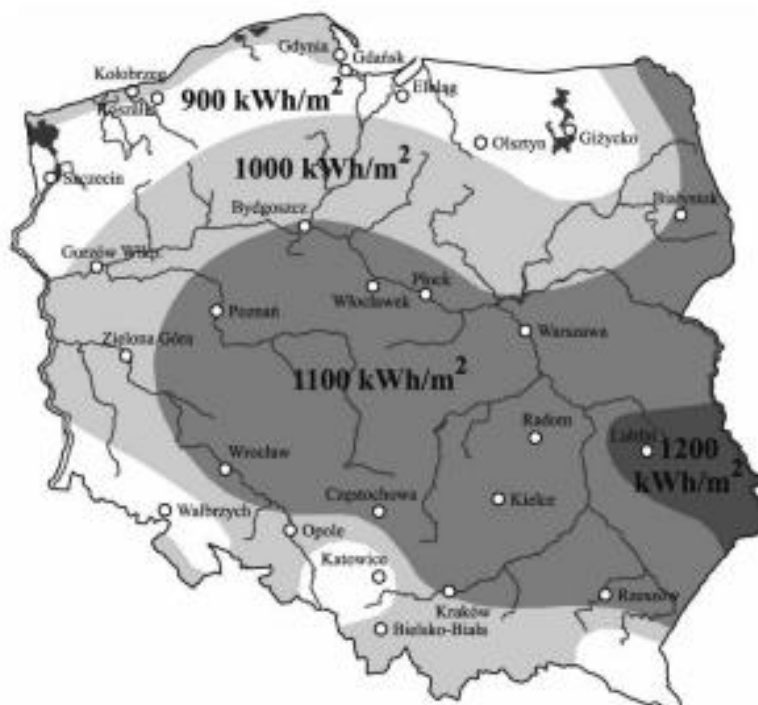 Gdynia
Gdańsk
Kołobrzeg
Elbląg
900 kWh/m²
Olsztyn
Giżycko
1000 kWh/m²
Szczecin
Białystok
Bydgoszcz
Gorzów Wlkp.
Płock
Włocławek
Poznań
Warszawa
Zielona Góra
1100 kWh/m²
Radom
Lublin
1200
kWh/m²
Wrocław
Częstochowa
Kielce
Wałbrzych
Opole
Katowice
Rzeszów
Kraków
Bielsko-Biała